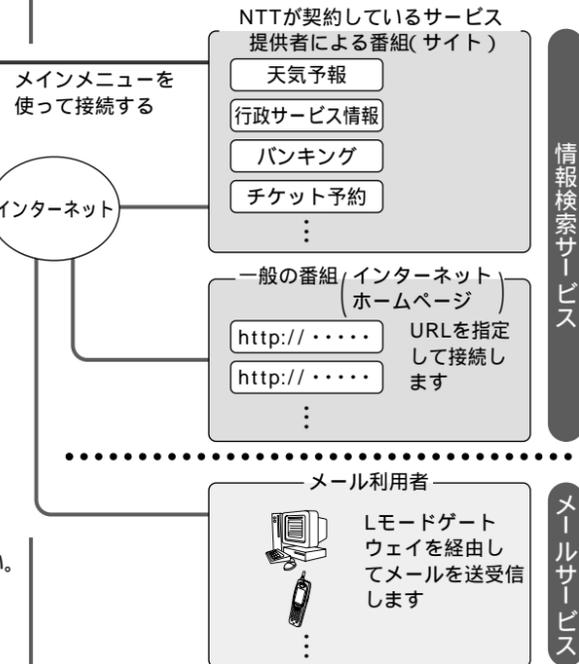 NTTが契約しているサービス
提供者による番組(サイト)
メインメニューを
使って接続する
天気予報
行政サービス情報
バンキング
チケット予約
インターネット
情報検索サービス
一般の番組(インターネット
ホームページ)
http://・・・・・
http://・・・・・
URLを指定
して接続し
ます
メール利用者
Lモードゲート
ウェイを経由し
てメールを送受信
します
メールサービス
い。